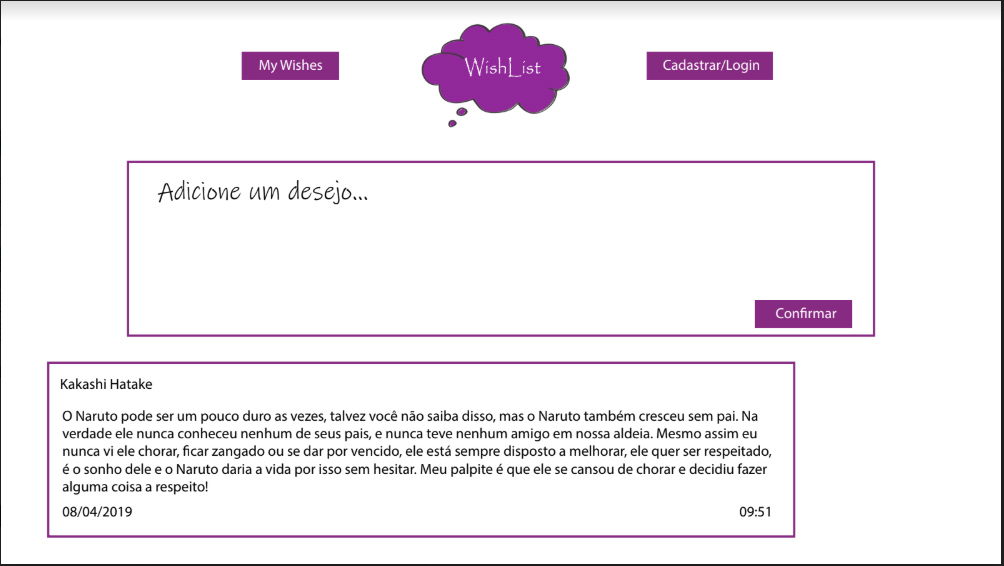 My Wishes
WishList
Cadastrar/Login
Adicione um desejo...
Confirmar
Kakashi Hatake
O Naruto pode ser um pouco duro as vezes, talvez você não saiba disso, mas o Naruto também cresceu sem pai. Na
verdade ele nunca conheceu nenhum de seus pais, e nunca teve nenhum amigo em nossa aldeia. Mesmo assim eu
nunca vi ele chorar, ficar zangado ou se dar por vencido, ele está sempre disposto a melhorar, ele quer ser respeitado,
é o sonho dele e o Naruto daria a vida por isso sem hesitar. Meu palpite é que ele se cansou de chorar e decidiu fazer
alguma coisa a respeito!
08/04/2019 09:51